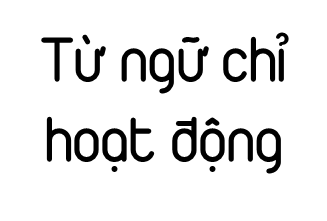 Từ ngữ chỉ
hoạt động